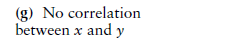 (g) No correlation
between x and y